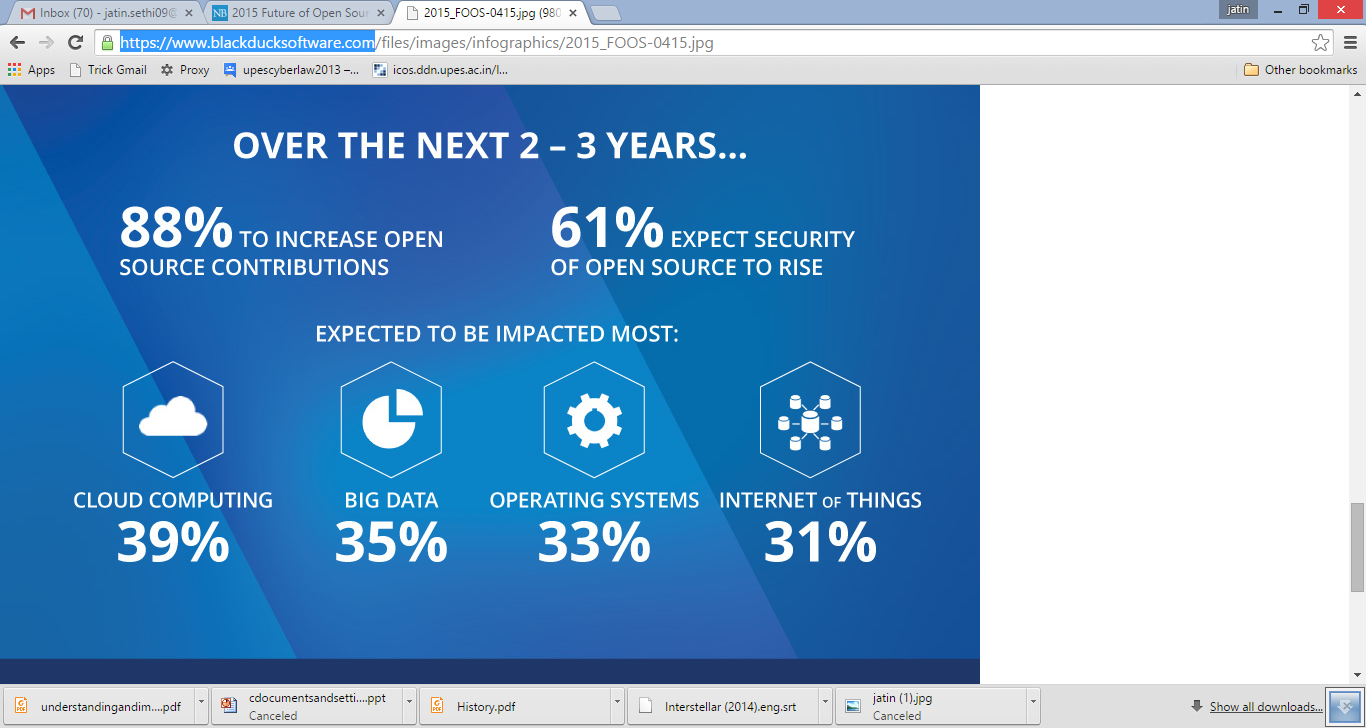 Inbox (70) - jatin.sethi09@
2015 Future of Open Sour
2015_FOOS-0415.jpg (980
jatin
https://www.blackducksoftware.com/files/images/infographics/2015_FOOS-0415.jpg
Apps
Trick Gmail
Proxy
upescyberlaw2013 –...
icos.ddn.upes.ac.in/l...
Other bookmarks
OVER THE NEXT 2 – 3 YEARS...
88% TO INCREASE OPEN
SOURCE CONTRIBUTIONS
61% EXPECT SECURITY
OF OPEN SOURCE TO RISE
EXPECTED TO BE IMPACTED MOST:
CLOUD COMPUTING
39%
BIG DATA
35%
OPERATING SYSTEMS
33%
INTERNET OF THINGS
31%
understandingandim....pdf
cdocumentsandsetti....ppt
Canceled
History.pdf
Interstellar (2014).eng.srt
jatin (1).jpg
Canceled
Show all downloads...